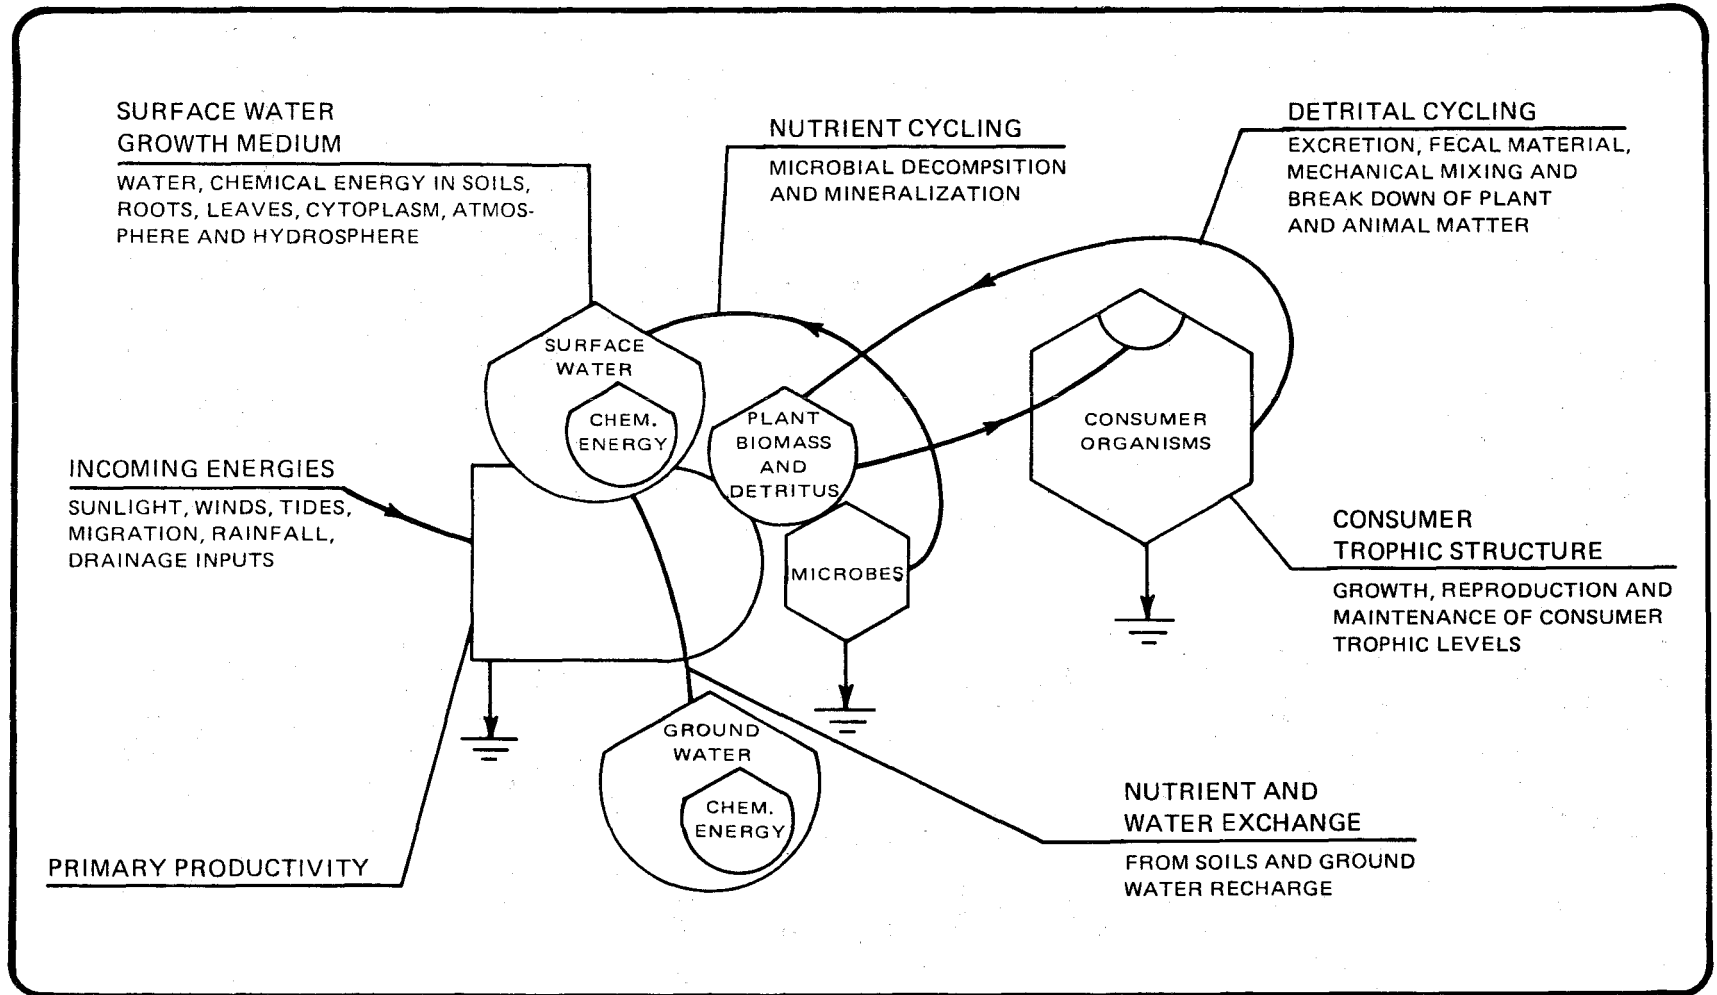 SURFACE WATER
GROWTH MEDIUM
WATER, CHEMICAL ENERGY IN SOILS,
ROOTS, LEAVES, CYTOPLASM, ATMOS-
PHERE AND HYDROSPHERE
NUTRIENT CYCLING
MICROBIAL DECOMPSITION
AND MINERALIZATION
DETRITAL CYCLING
EXCRETION, FECAL MATERIAL,
MECHANICAL MIXING AND
BREAK DOWN OF PLANT
AND ANIMAL MATTER
SURFACE
WATER
CHEM.
ENERGY
PLANT
BIOMASS
AND
DETRITUS
CONSUMER
ORGANISMS
INCOMING ENERGIES
SUNLIGHT, WINDS, TIDES,
MIGRATION, RAINFALL,
DRAINAGE INPUTS
MICROBES
CONSUMER
TROPHIC STRUCTURE
GROWTH, REPRODUCTION AND
MAINTENANCE OF CONSUMER
TROPHIC LEVELS
GROUND
WATER
CHEM.
ENERGY
NUTRIENT AND
WATER EXCHANGE
FROM SOILS AND GROUND
WATER RECHARGE
PRIMARY PRODUCTIVITY